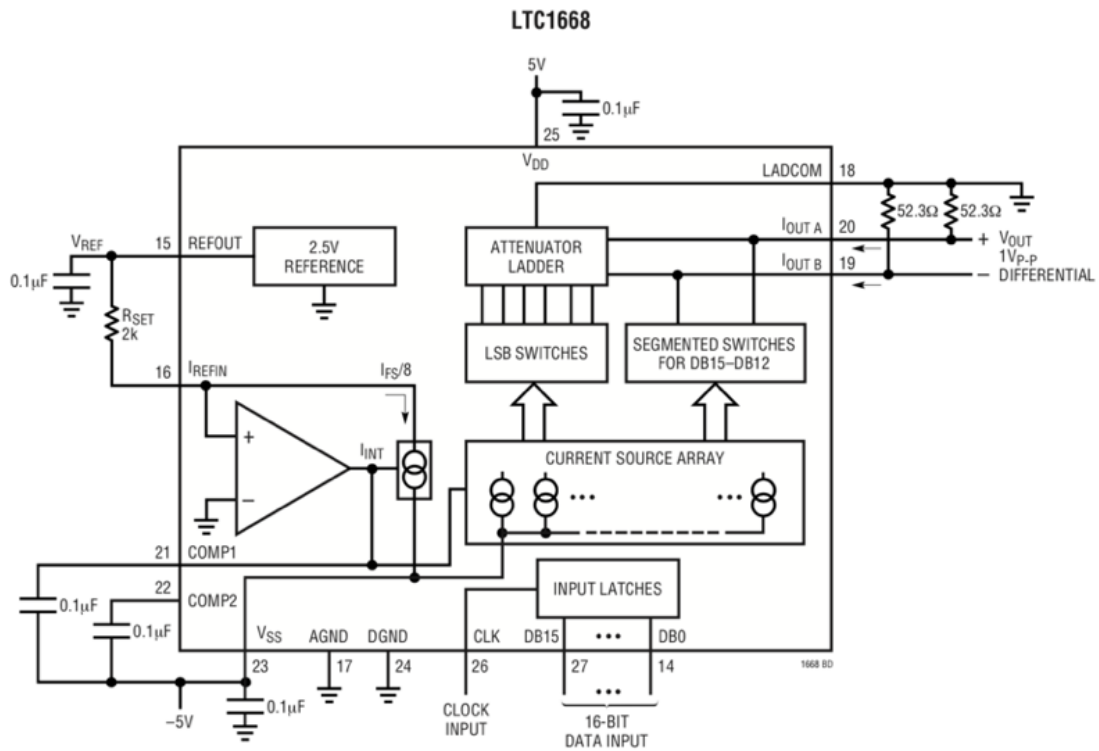 LTC1668
5V
0.1µF
25
VDD
LADCOM
18
52.3Ω
52.3Ω
VREF
15
REFOUT
2.5V
REFERENCE
ATTENUATOR
LADDER
IOUT A
20
+
VOUT
1VP-P
DIFFERENTIAL
IOUT B
19
–
0.1µF
RSET
2k
LSB SWITCHES
SEGMENTED SWITCHES
FOR DB15–DB12
16
IREFIN
IFS/8
+
–
IINT
CURRENT SOURCE ARRAY
•••
•••
21
COMP1
22
COMP2
0.1µF
0.1µF
INPUT LATCHES
VSS
AGND
DGND
CLK
DB15
•••
DB0
23
17
24
26
27
14
1668 BD
–5V
0.1µF
CLOCK
INPUT
•••
16-BIT
DATA INPUT